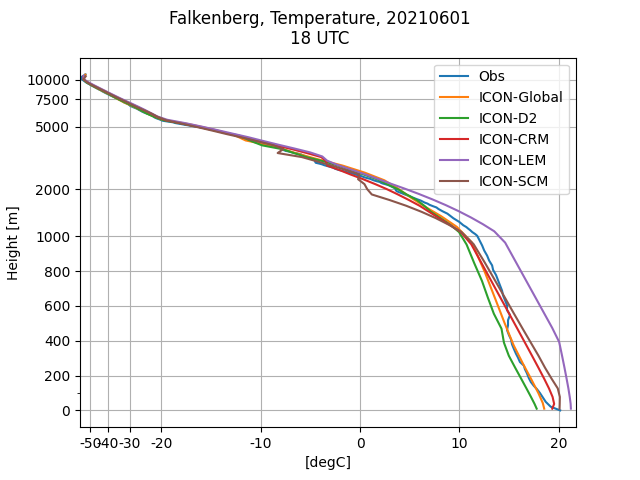 Falkenberg, Temperature, 20210601
18 UTC
Obs
ICON-Global
ICON-D2
ICON-CRM
ICON-LEM
ICON-SCM
10000
7500
5000
2000
1000
800
600
400
200
0
Height [m]
-50 -40 -30 -20 -10 0 10 20
[degC]